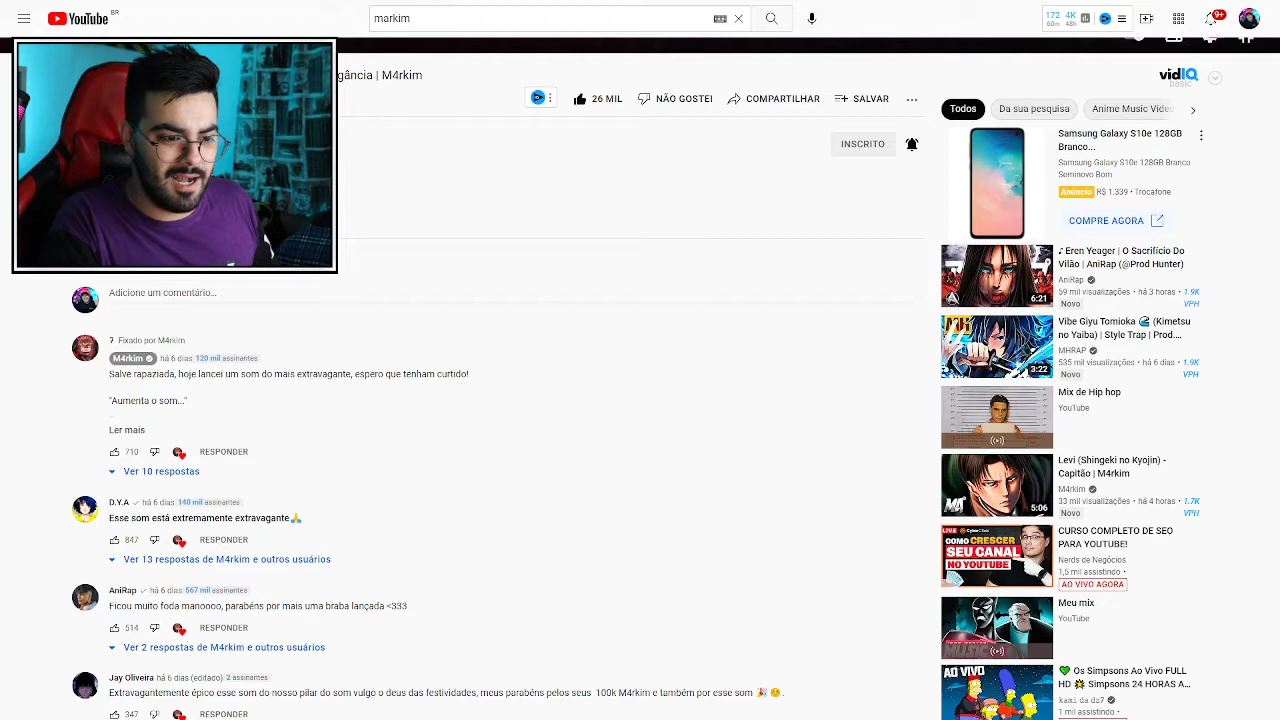 YouTube BR
markim
172 4K
60m 48h
9+
gância | M4rkim
26 MIL
NÃO GOSTEI
COMPARTILHAR
SALVAR
INSCRITO
Adicione um comentário...
Fixado por M4rkim
M4rkim há 6 dias 120 mil assinantes
Salve rapaziada, hoje lancei um som do mais extravagante, espero que tenham curtido!
"Aumenta o som..."
Ler mais
710 RESPONDER
Ver 10 respostas
D.Y.A há 6 dias 140 mil assinantes
Esse som está extremamente extravagante🙏
847 RESPONDER
Ver 13 respostas de M4rkim e outros usuários
AniRap há 6 dias 567 mil assinantes
Ficou muito foda manoooo, parabéns por mais uma braba lançada <333
514 RESPONDER
Ver 2 respostas de M4rkim e outros usuários
Jay Oliveira há 6 dias (editado) 2 assinantes
Extravagantemente épico esse som do nosso pilar do som vulgo o deus das festividades, meus parabéns pelos seus 100k M4rkim e também por esse som 🎉☺️.
347 RESPONDER
vidIQ
basic
Todos
Da sua pesquisa
Anime Music Video
Samsung Galaxy S10e 128GB
Branco...
Samsung Galaxy S10e 128GB Branco
Seminovo Bom
Anúncio R$ 1.339 • Trocafone
COMPRE AGORA
6:21
♪Eren Yeager | O Sacrifício Do
Vilão | AniRap (@Prod Hunter)
AniRap
59 mil visualizações • há 3 horas • 1.9K
Novo VPH
MH
3:22
Vibe Giyu Tomioka 🌊 (Kimetsu
no Yaiba) | Style Trap | Prod....
MHRAP
535 mil visualizações • há 6 dias • 1.9K
Novo VPH
Mix de Hip hop
YouTube
5:06
Levi (Shingeki no Kyojin) -
Capitão | M4rkim
M4rkim
33 mil visualizações • há 4 horas • 1.7K
Novo VPH
LIVE
COMO CRESCER
SEU CANAL
NO YOUTUBE
CURSO COMPLETO DE SEO
PARA YOUTUBE!
Nerds de Negócios
1,5 mil assistindo •
AO VIVO AGORA
Meu mix
YouTube
AO VIVO
💚 Os Simpsons Ao Vivo FULL
HD 🌟 Simpsons 24 HORAS A...
kami da dz7
1 mil assistindo •